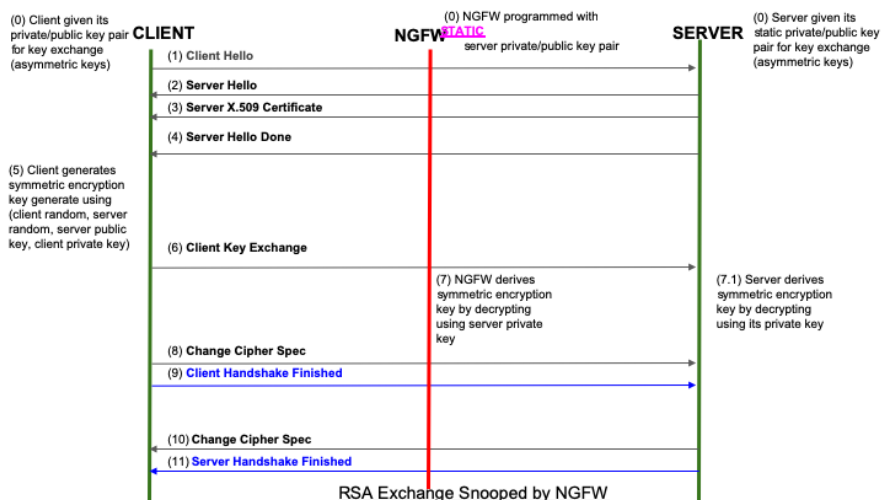 (0) Client given its
private/public key pair
for key exchange
(asymmetric keys)
CLIENT
NGFW
(0) NGFW programmed with
STATIC
server private/public key pair
SERVER
(0) Server given its
static private/public key
pair for key exchange
(asymmetric keys)
(1) Client Hello
(2) Server Hello
(3) Server X.509 Certificate
(4) Server Hello Done
(5) Client generates
symmetric encryption
key generate using
(client random, server
random, server public
key, client private key)
(6) Client Key Exchange
(7) NGFW derives
symmetric encryption
key by decrypting
using server private
key
(7.1) Server derives
symmetric encryption
key by decrypting
using its private key
(8) Change Cipher Spec
(9) Client Handshake Finished
(10) Change Cipher Spec
(11) Server Handshake Finished
RSA Exchange Snooped by NGFW